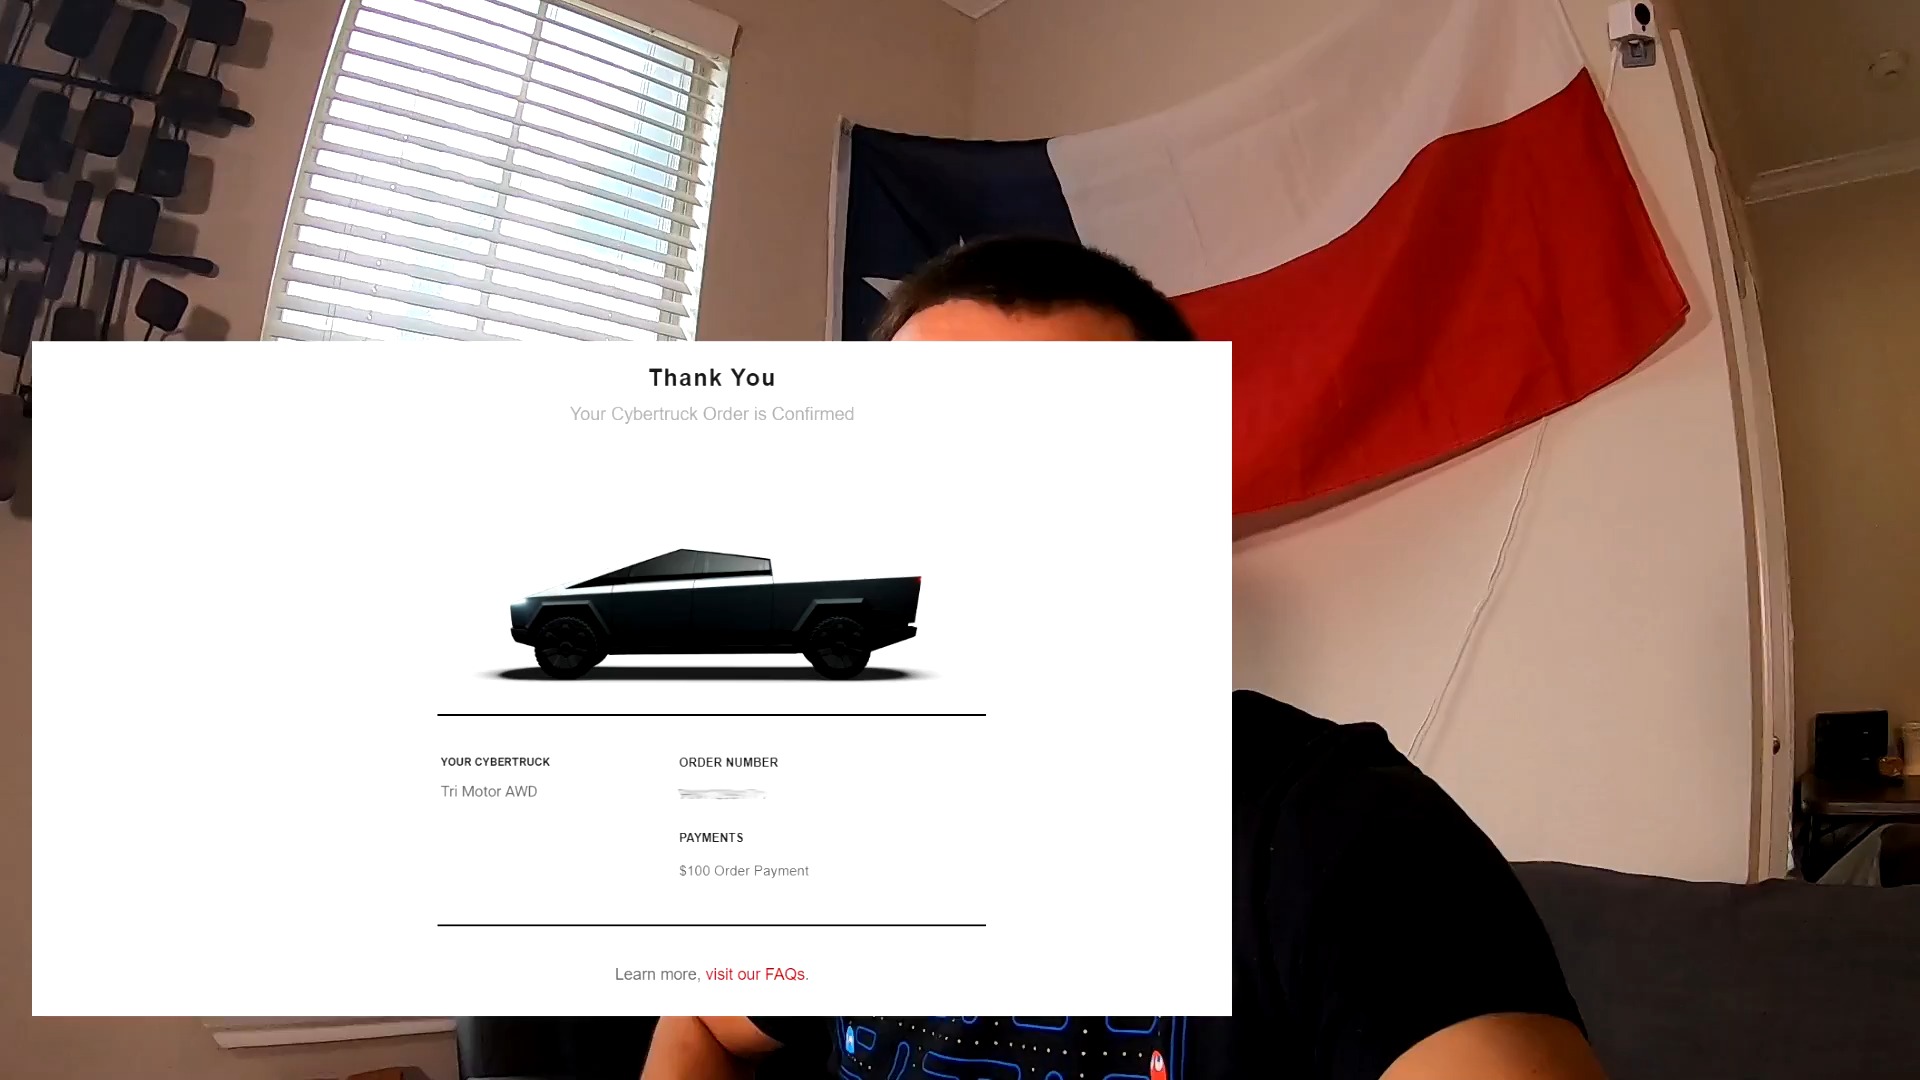 Thank You
Your Cybertruck Order is Confirmed
YOUR CYBERTRUCK
Tri Motor AWD
ORDER NUMBER
PAYMENTS
$100 Order Payment
Learn more, visit our FAQs.